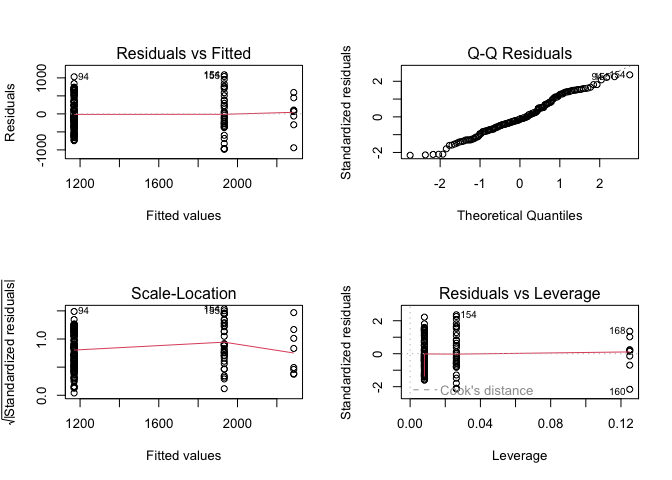 Residuals vs Fitted
Residuals
1000
0
-1000
94
154
1200 1600 2000
Fitted values
Q-Q Residuals
Standardized residuals
2
0
-2
154
-2 -1 0 1 2
Theoretical Quantiles
Scale-Location
√|Standardized residuals|
1.0
0.0
94
1200 1600 2000
Fitted values
Residuals vs Leverage
Standardized residuals
2
0
-2
154
168
160
Cook's distance
0.00 0.04 0.08 0.12
Leverage